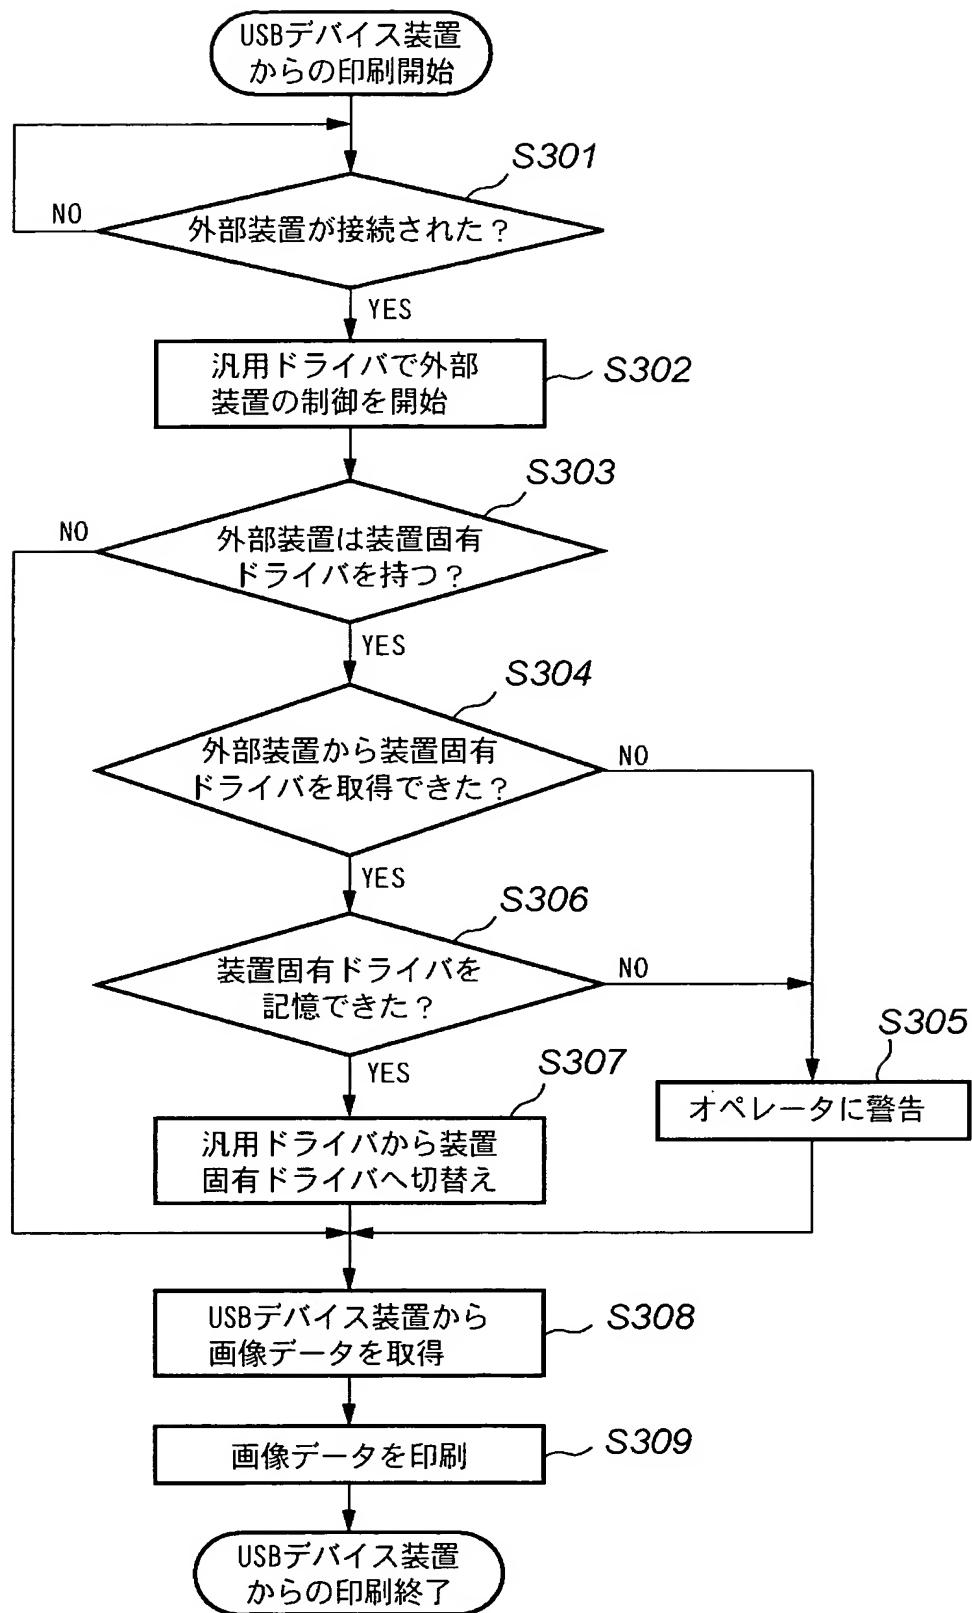 USBデバイス装置
からの印刷開始
S301
NO
外部装置が接続された?
YES
汎用ドライバで外部
装置の制御を開始
S302
S303
NO
外部装置は装置固有
ドライバを持つ?
YES
S304
外部装置から装置固有
ドライバを取得できた?
NO
YES
S306
装置固有ドライバを
記憶できた?
NO
S305
YES
S307
オペレータに警告
汎用ドライバから装置
固有ドライバへ切替え
USBデバイス装置から
画像データを取得
S308
画像データを印刷
S309
USBデバイス装置
からの印刷終了